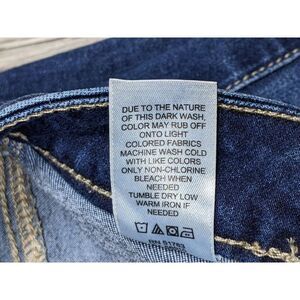 DUE TO THE NATURE
OF THIS DARK WASH,
COLOR MAY RUB OFF
ONTO LIGHT
COLORED FABRICS
MACHINE WASH COLD
WITH LIKE COLORS
ONLY NON-CHLORINE
BLEACH WHEN
NEEDED
TUMBLE DRY LOW
WARM IRON IF
NEEDED